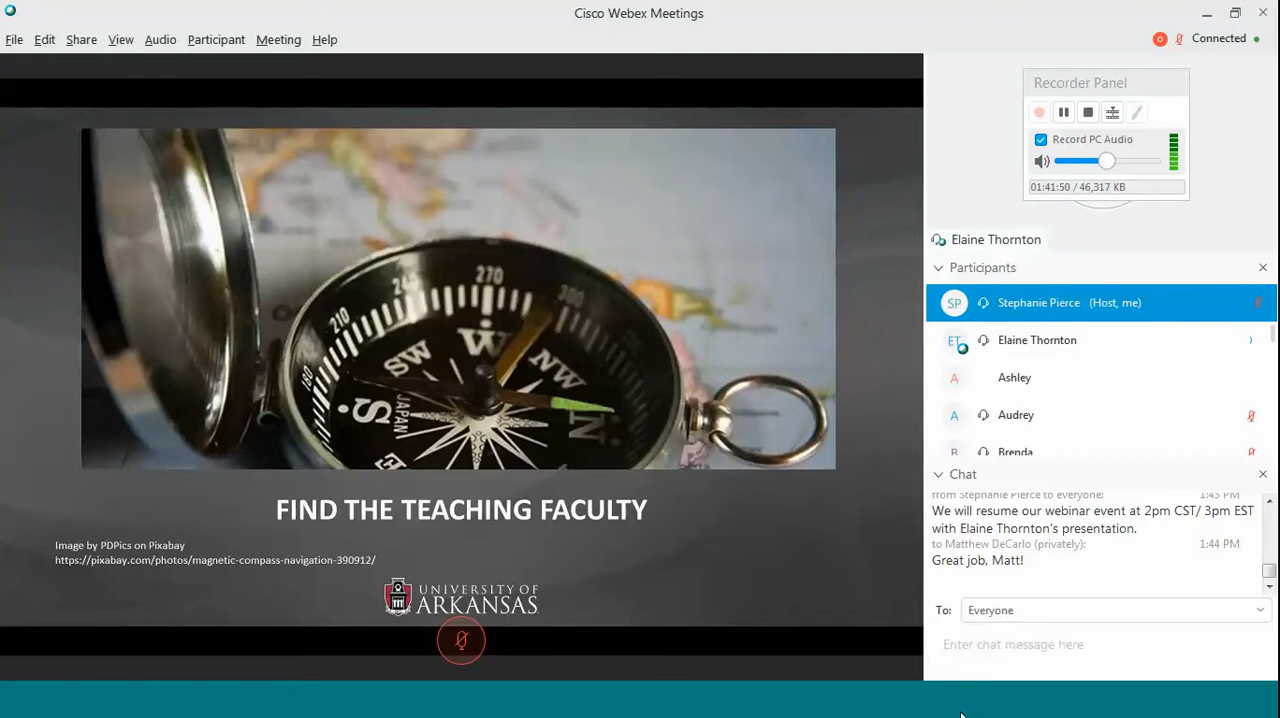 Cisco Webex Meetings
File Edit Share View Audio Participant Meeting Help
Connected
Recorder Panel
Record PC Audio
01:41:50 / 46,317 KB
Elaine Thornton
Participants
SP Stephanie Pierce (Host, me)
ET Elaine Thornton
A Ashley
A Audrey
B Brenda
Chat
from Stephanie Pierce to everyone: 1:43 PM
We will resume our webinar event at 2pm CST/ 3pm EST
with Elaine Thornton's presentation.
to Matthew DeCarlo (privately): 1:44 PM
Great job, Matt!
To: Everyone
Enter chat message here
180 210 240 270 300
S SW W NW N
JAPAN
FIND THE TEACHING FACULTY
Image by PDPics on Pixabay
https://pixabay.com/photos/magnetic-compass-navigation-390912/
UNIVERSITY OF
ARKANSAS